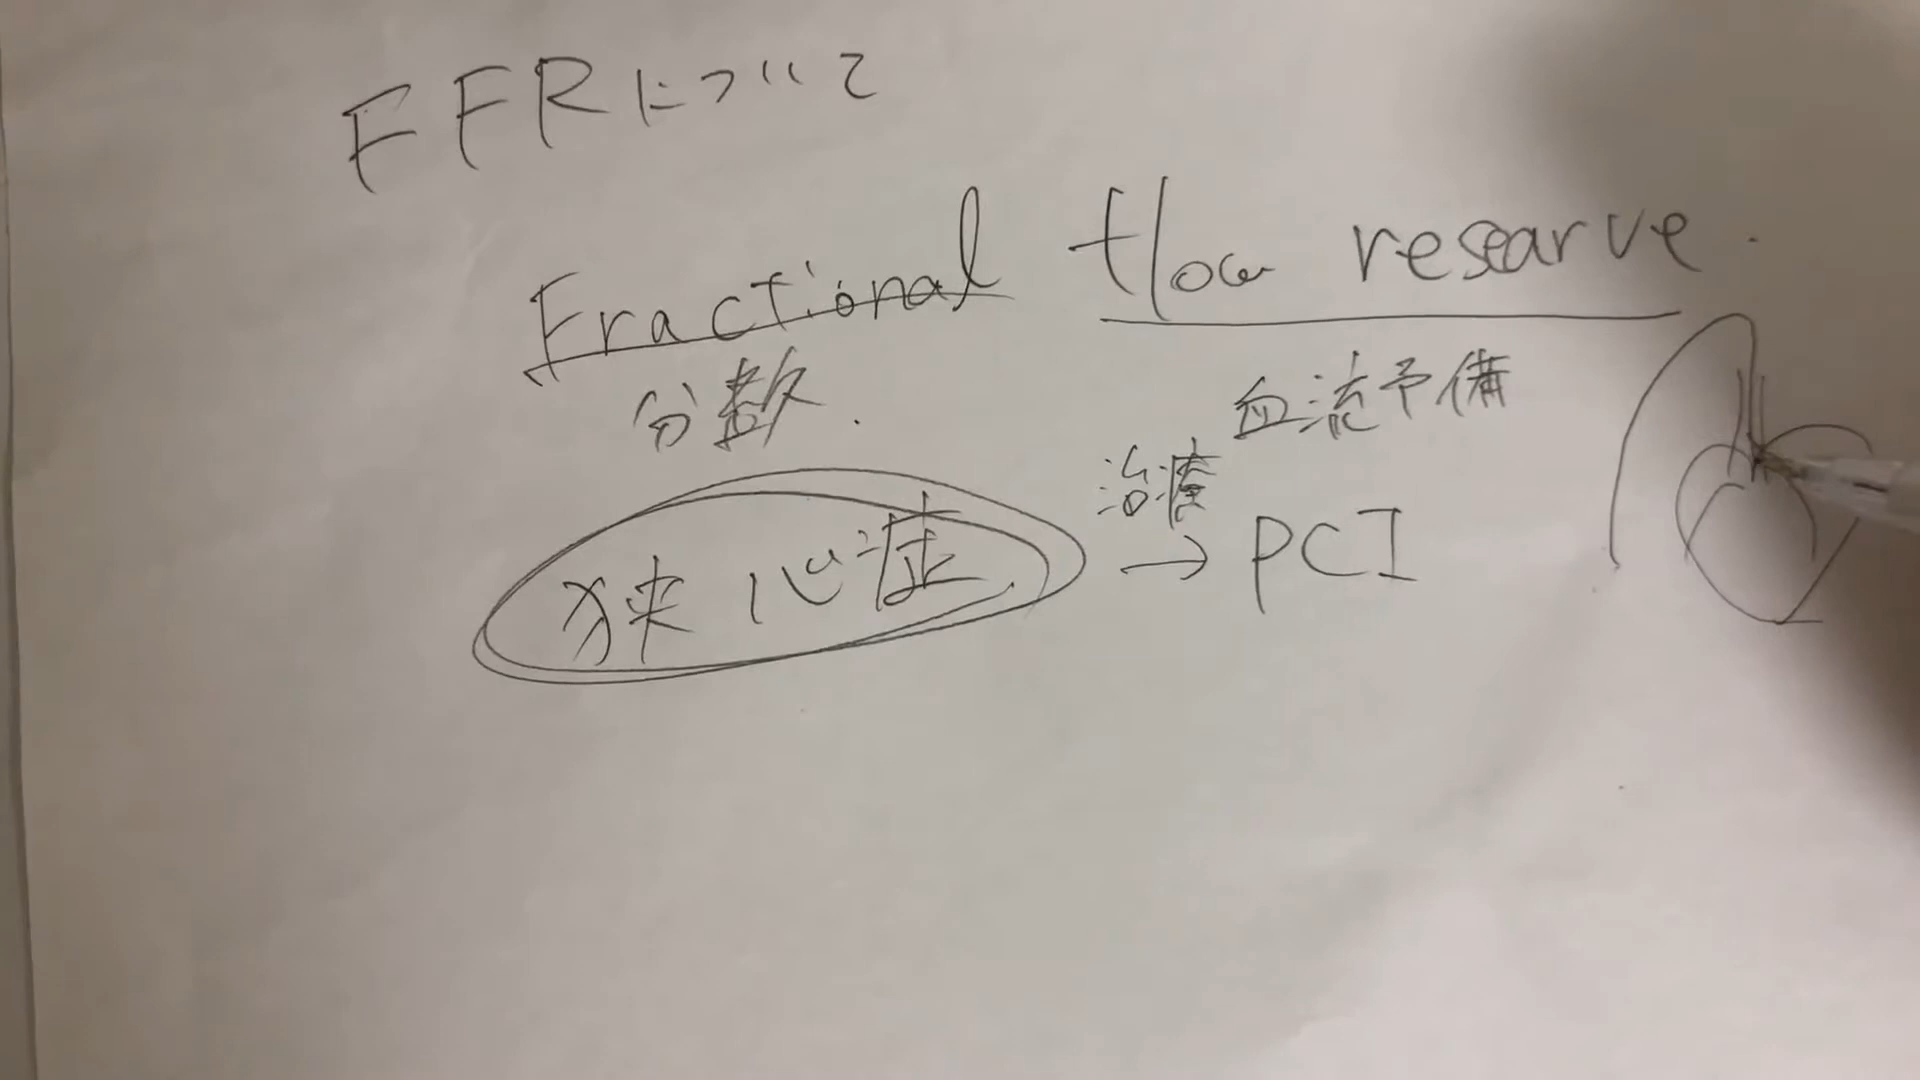 FFRについて
Fractional flow researve.
分数. 血流予備
狭心症 治療 → PCI